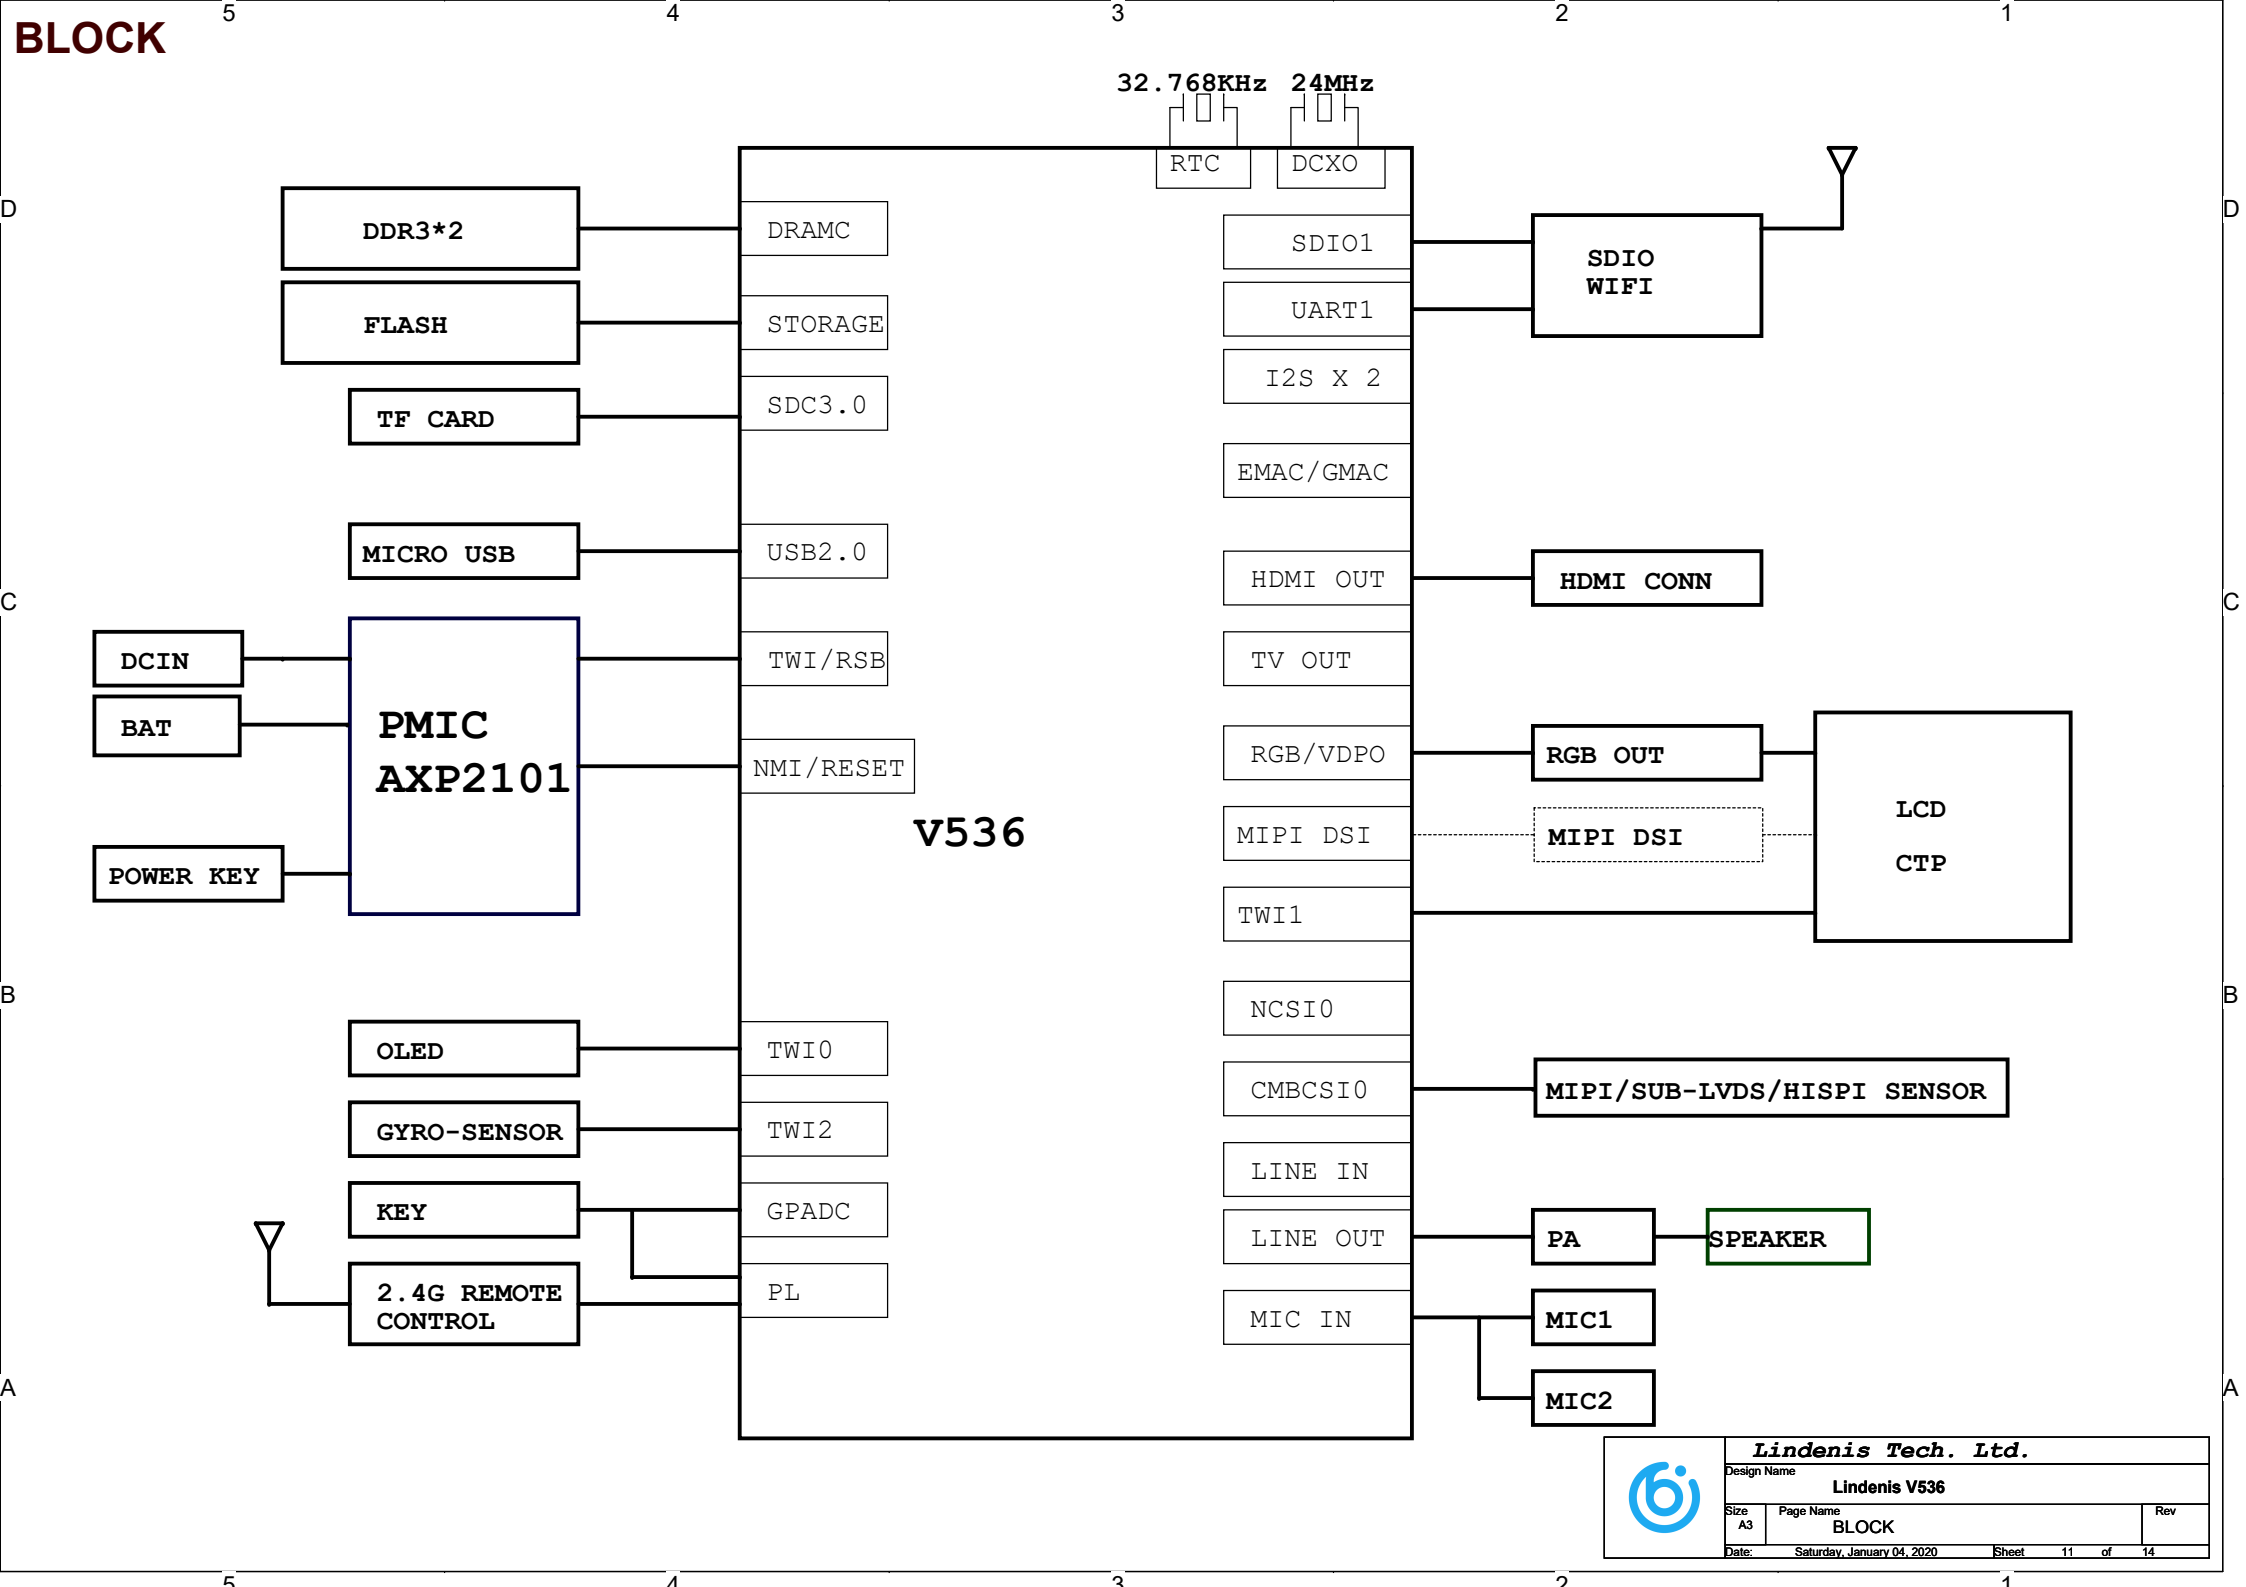 5 4 3 2 1
BLOCK
32.768KHz 24MHz
RTC DCXO
D D
DDR3*2
DRAMC
SDIO1
SDIO
WIFI
FLASH
STORAGE
UART1
TF CARD
SDC3.0
I2S X 2
EMAC/GMAC
MICRO USB
USB2.0
HDMI OUT
HDMI CONN
C C
DCIN
TWI/RSB
TV OUT
BAT
PMIC
AXP2101
NMI/RESET
RGB/VDPO
RGB OUT
V536
MIPI DSI
MIPI DSI
LCD
CTP
POWER KEY
TWI1
B B
NCSI0
OLED
TWI0
CMBCSI0
MIPI/SUB-LVDS/HISPI SENSOR
GYRO-SENSOR
TWI2
LINE IN
KEY
GPADC
LINE OUT
PA
SPEAKER
2.4G REMOTE
CONTROL
PL
MIC IN
MIC1
A A
MIC2
Lindenis Tech. Ltd.
Design Name
Lindenis V536
Size
A3
Page Name
BLOCK
Rev
Date: Saturday, January 04, 2020 Sheet 11 of 14
5 4 3 2 1